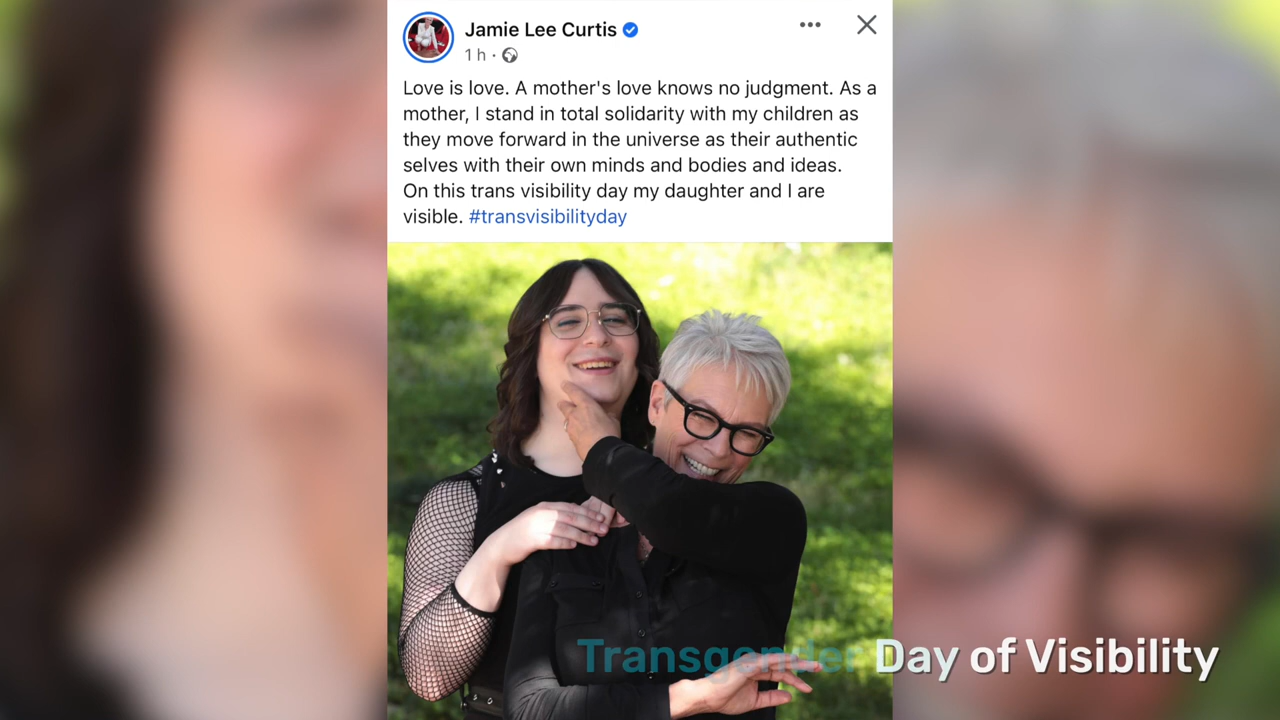 Jamie Lee Curtis
1 h ·
Love is love. A mother's love knows no judgment. As a
mother, I stand in total solidarity with my children as
they move forward in the universe as their authentic
selves with their own minds and bodies and ideas.
On this trans visibility day my daughter and I are
visible. #transvisibilityday
Transgender Day of Visibility